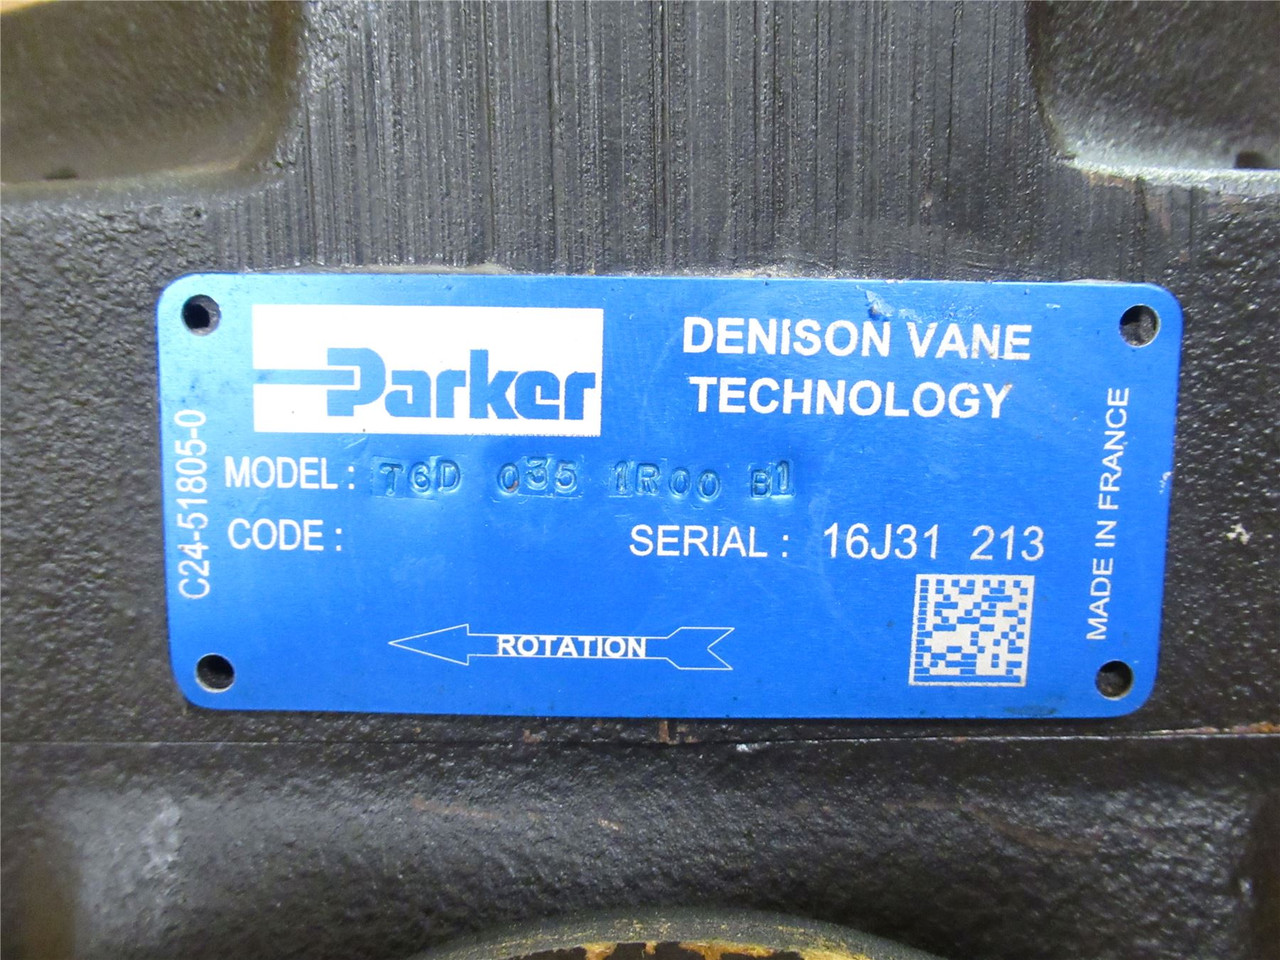 Parker
DENISON VANE
TECHNOLOGY
MODEL : T6D 035 1R00 B1
CODE :
SERIAL : 16J31 213
ROTATION
C24-51805-0
MADE IN FRANCE